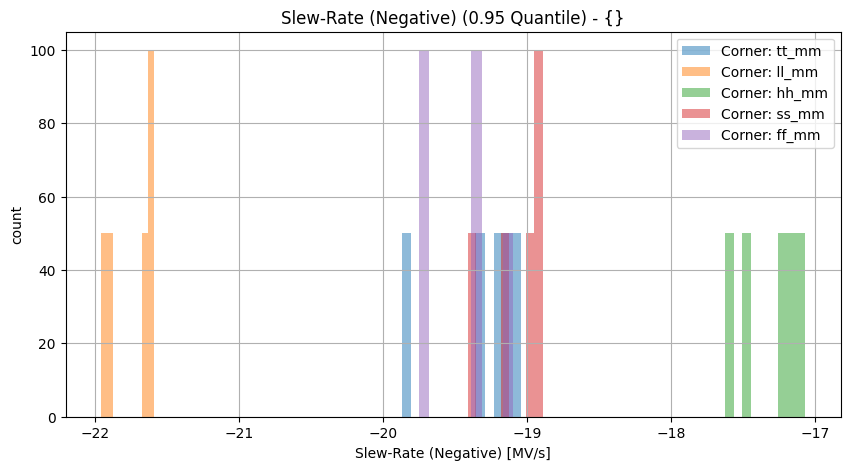 Slew-Rate (Negative) (0.95 Quantile) - {}
100
80
60
40
20
0
count
Corner: tt_mm
Corner: ll_mm
Corner: hh_mm
Corner: ss_mm
Corner: ff_mm
−22 −21 −20 −19 −18 −17
Slew-Rate (Negative) [MV/s]